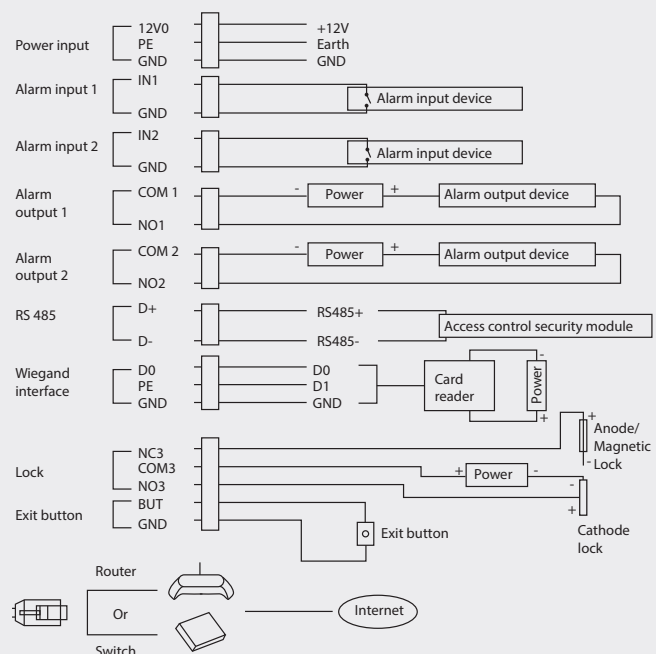 Power input
12V0
PE
GND
+12V
Earth
GND
Alarm input 1
IN1
GND
Alarm input device
Alarm input 2
IN2
GND
Alarm input device
Alarm
output 1
COM 1
NO1
- Power +
Alarm output device
Alarm
output 2
COM 2
NO2
- Power +
Alarm output device
RS 485
D+
D-
RS485+
RS485-
Access control security module
Wiegand
interface
D0
PE
GND
D0
D1
GND
Card
reader
-
Power
+
Lock
NC3
COM3
NO3
+
Anode/
Magnetic
- Lock
+ Power -
-
+
Cathode
lock
Exit button
BUT
GND
Exit button
Router
Or
Switch
Internet